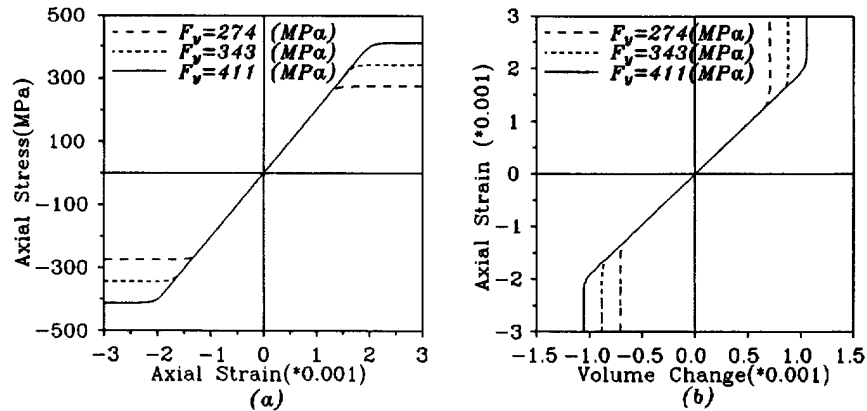 500
300
100
-100
-300
-500
Axial Stress(MPa)
F_y=274 (MPa)
F_y=343 (MPa)
F_y=411 (MPa)
-3 -2 -1 0 1 2 3
Axial Strain(*0.001)
(a)
3
2
1
0
-1
-2
-3
Axial Strain (*0.001)
F_y=274(MPa)
F_y=343(MPa)
F_y=411(MPa)
-1.5 -1.0 -0.5 0.0 0.5 1.0 1.5
Volume Change(*0.001)
(b)